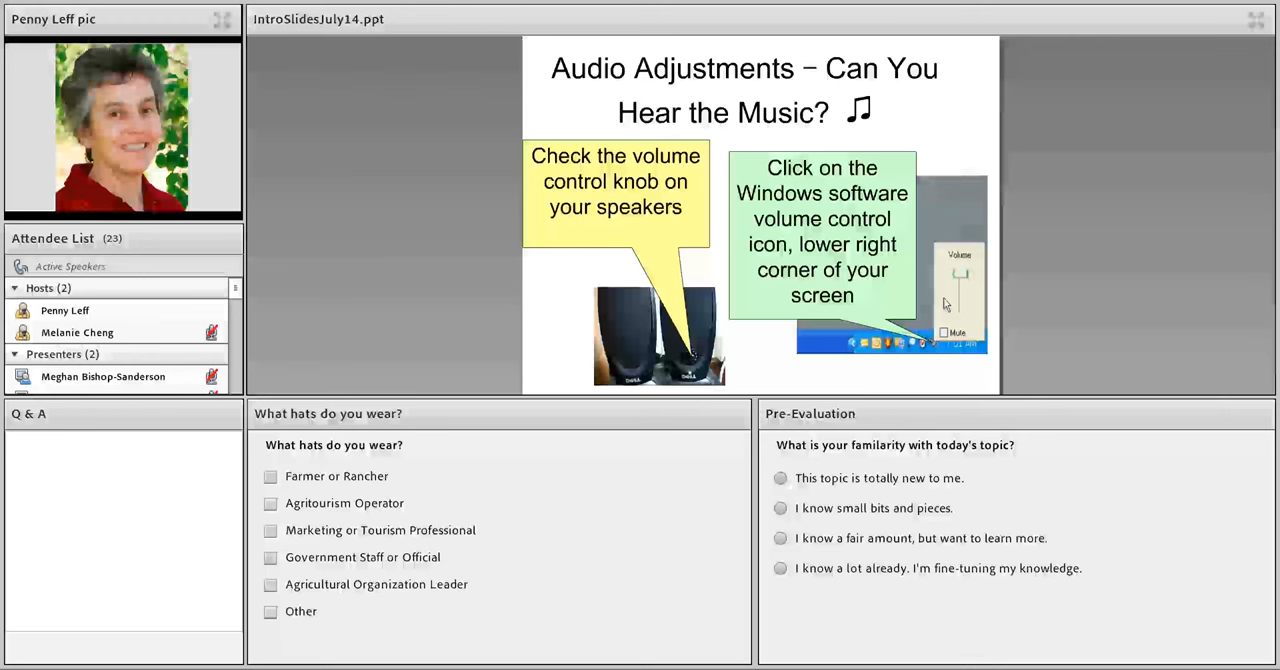 Penny Leff pic
IntroSlidesJuly14.ppt
Audio Adjustments – Can You
Hear the Music? ♫
Check the volume
control knob on
your speakers
Click on the
Windows software
volume control
icon, lower right
corner of your
screen
Volume
Mute
DELL
DELL
Attendee List (23)
Active Speakers
Hosts (2)
Penny Leff
Melanie Cheng
Presenters (2)
Meghan Bishop-Sanderson
Q & A
What hats do you wear?
What hats do you wear?
Farmer or Rancher
Agritourism Operator
Marketing or Tourism Professional
Government Staff or Official
Agricultural Organization Leader
Other
Pre-Evaluation
What is your familarity with today's topic?
This topic is totally new to me.
I know small bits and pieces.
I know a fair amount, but want to learn more.
I know a lot already. I'm fine-tuning my knowledge.